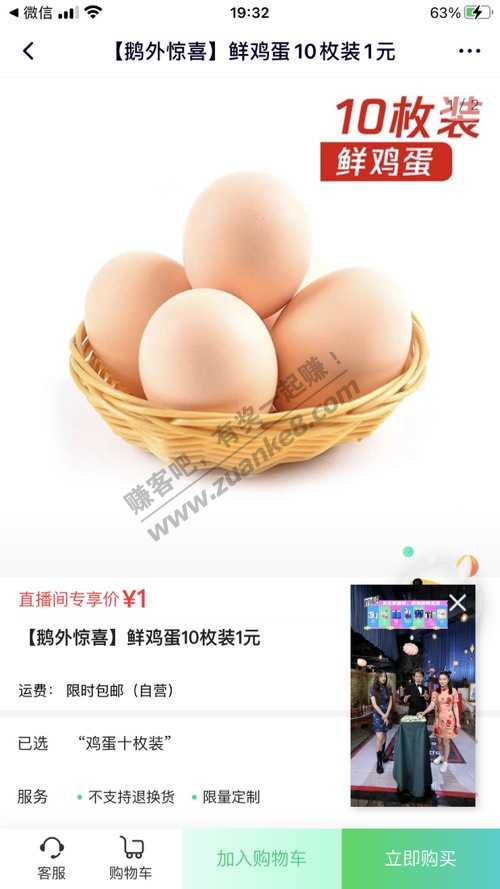 微信
19:32
63%
【鹅外惊喜】鲜鸡蛋10枚装1元
1/2
10枚装
鲜鸡蛋
赚客吧,有奖一起赚!
www.zuanke8.com
直播间专享价¥1
【鹅外惊喜】鲜鸡蛋10枚装1元
运费: 限时包邮（自营）
已选 “鸡蛋十枚装”
服务 不支持退换货 限量定制
客服
购物车
加入购物车
立即购买